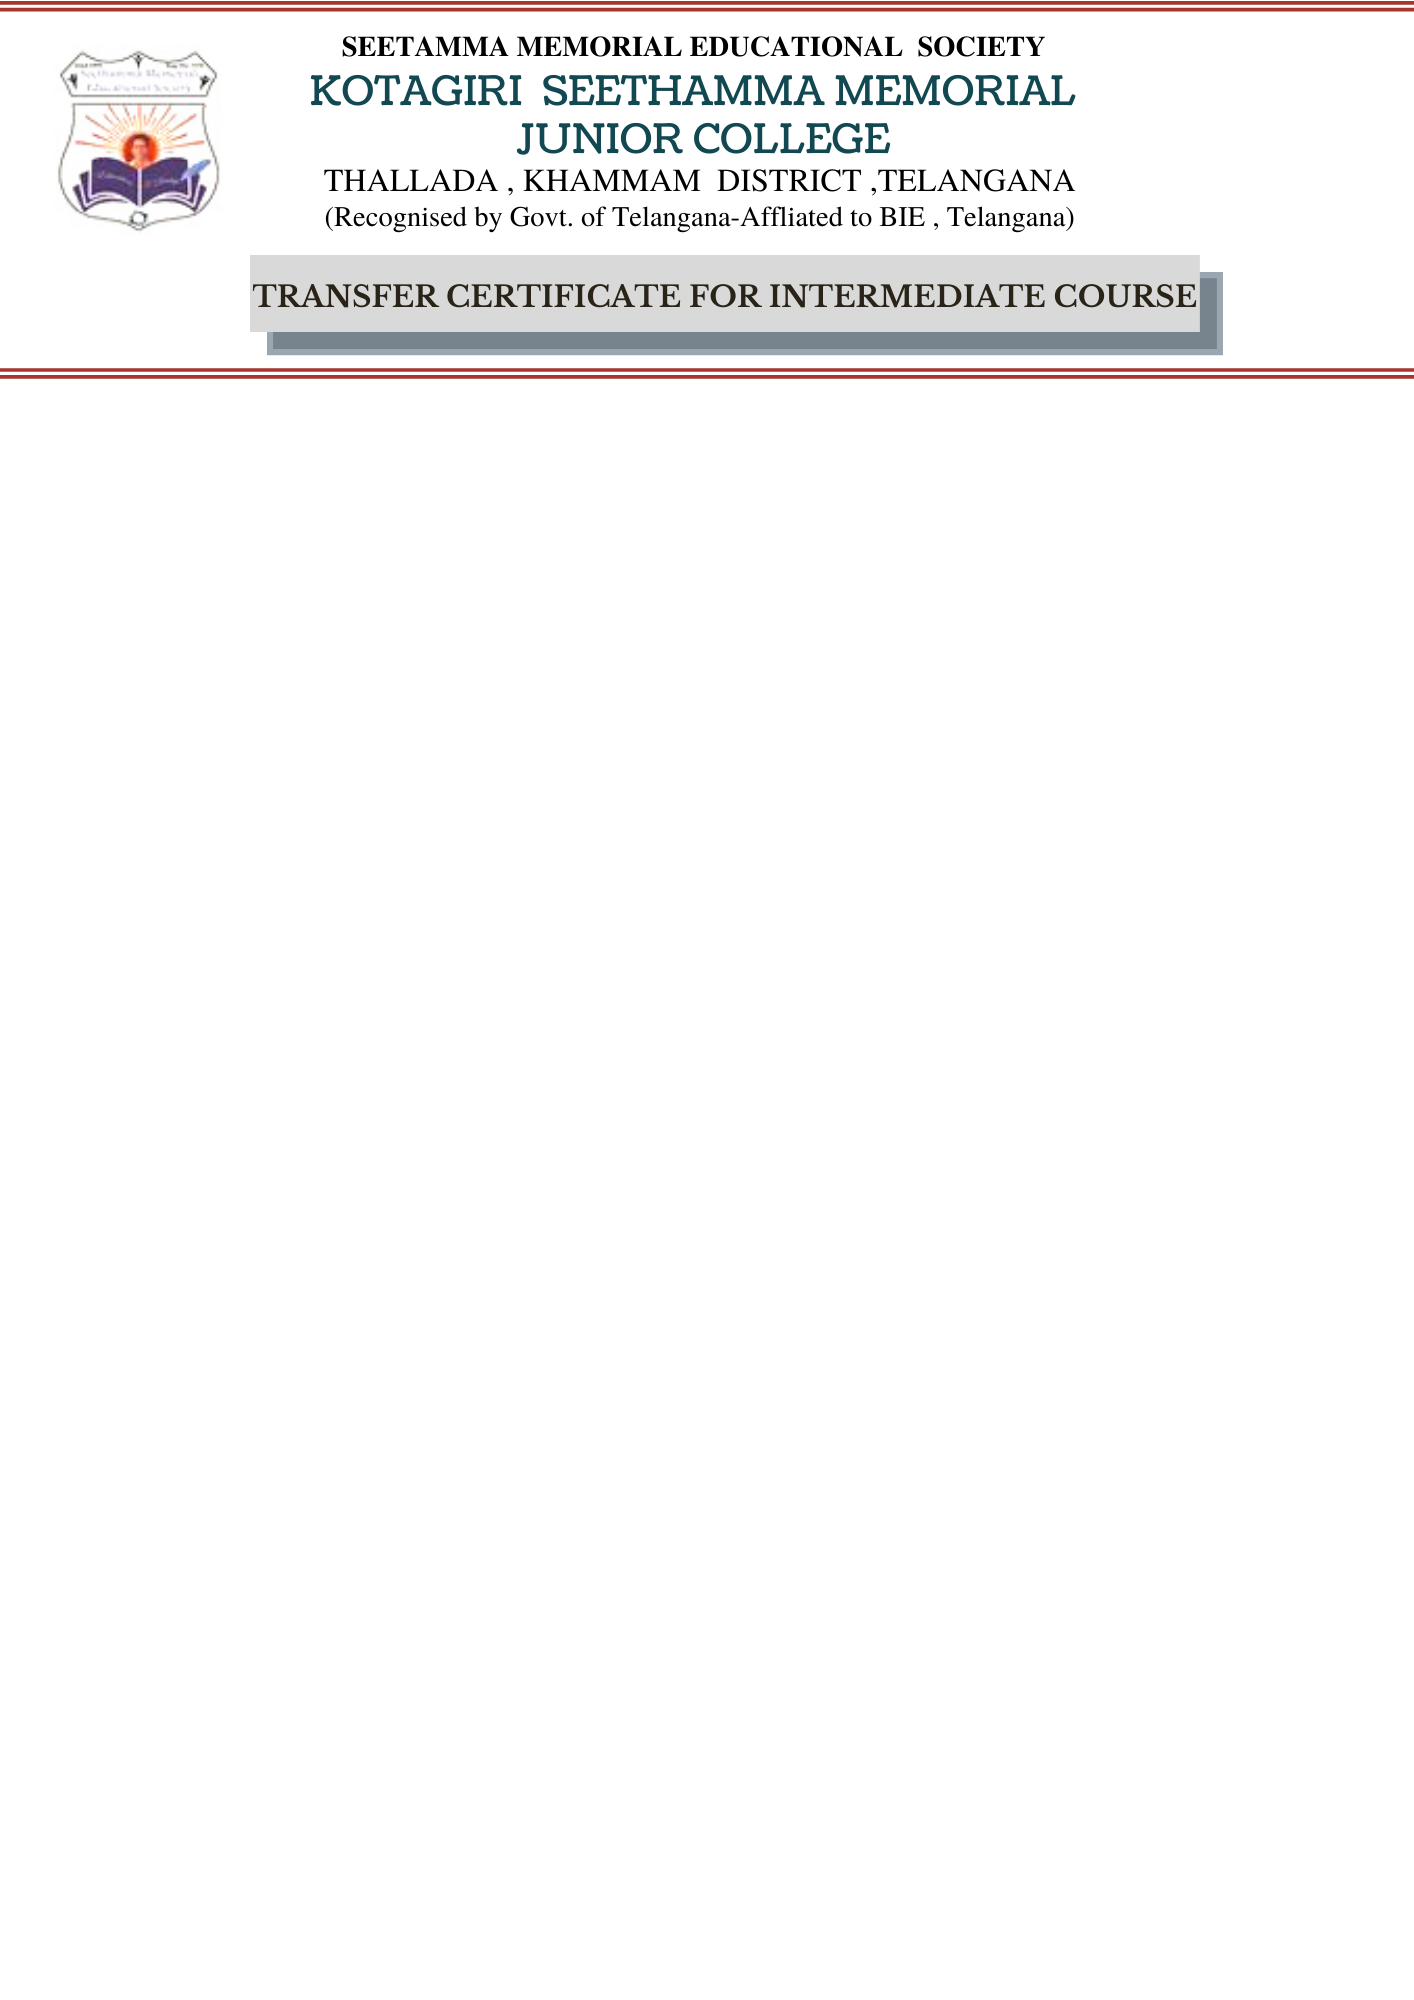 SEETAMMA MEMORIAL EDUCATIONAL SOCIETY
KOTAGIRI SEETHAMMA MEMORIAL
JUNIOR COLLEGE
THALLADA , KHAMMAM DISTRICT ,TELANGANA
(Recognised by Govt. of Telangana-Affliated to BIE , Telangana)
Seethamma Memorial
Educational Society
TRANSFER CERTIFICATE FOR INTERMEDIATE COURSE